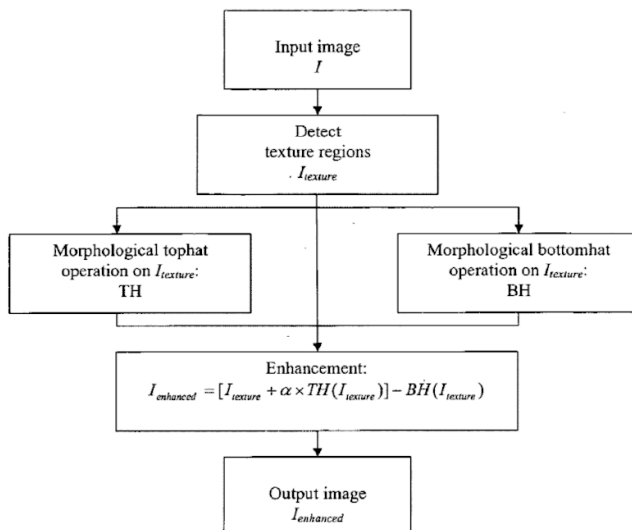 Input image
I
Detect
texture regions
I_texture
Morphological tophat
operation on I_texture:
TH
Morphological bottomhat
operation on I_texture:
BH
Enhancement:
I_enhanced = [I_texture + α × TH(I_texture)] − BH(I_texture)
Output image
I_enhanced